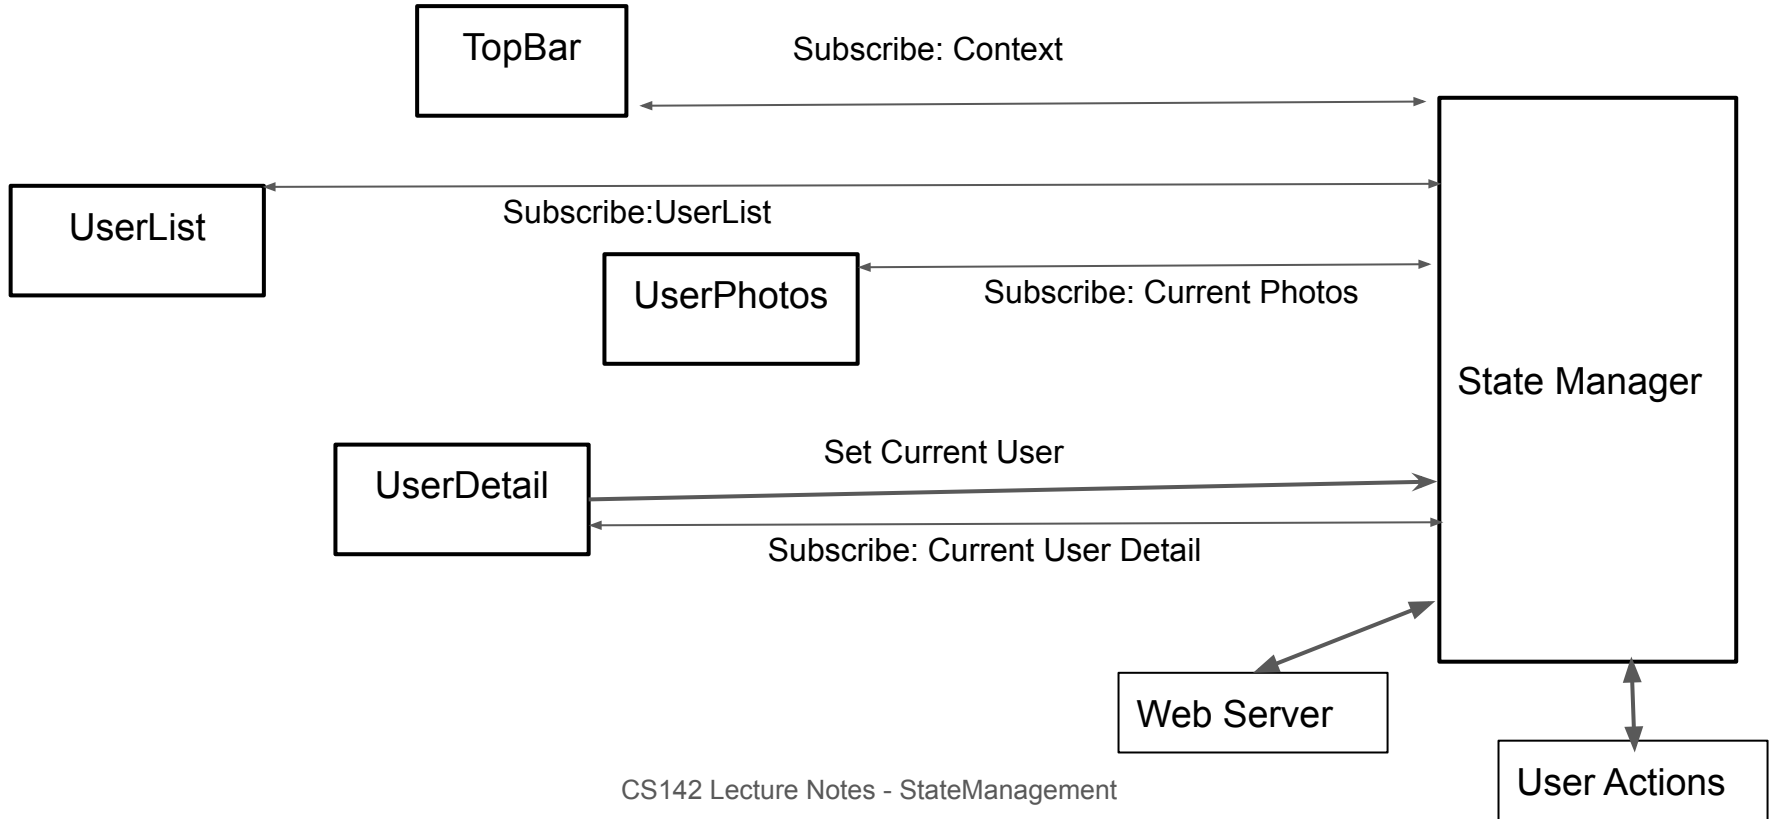 TopBar
Subscribe: Context
UserList
Subscribe:UserList
UserPhotos
Subscribe: Current Photos
State Manager
UserDetail
Set Current User
Subscribe: Current User Detail
Web Server
User Actions
CS142 Lecture Notes - StateManagement